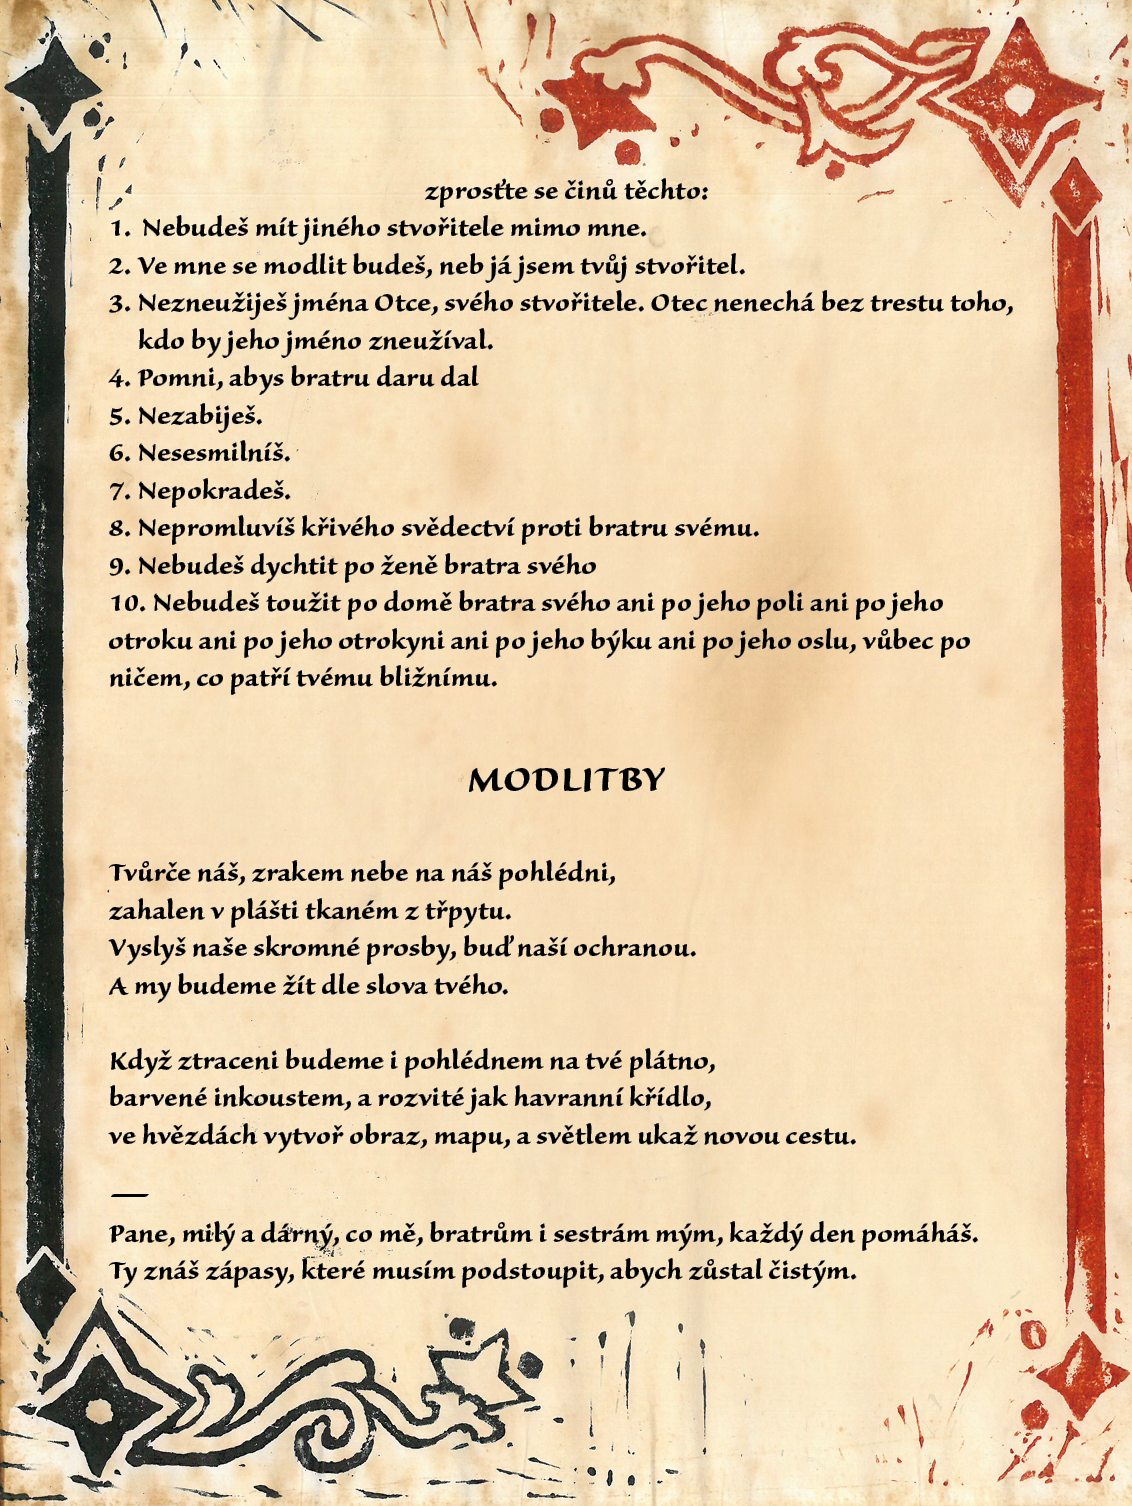 zprosťte se činů těchto:
1. Nebudeš mít jiného stvořitele mimo mne.
2. Ve mne se modlit budeš, neb já jsem tvůj stvořitel.
3. Nezneužiješ jména Otce, svého stvořitele. Otec nenechá bez trestu toho,
kdo by jeho jméno zneužíval.
4. Pomni, abys bratru daru dal
5. Nezabiješ.
6. Nesesmilníš.
7. Nepokradeš.
8. Nepromluvíš křivého svědectví proti bratru svému.
9. Nebudeš dychtit po ženě bratra svého
10. Nebudeš toužit po domě bratra svého ani po jeho poli ani po jeho
otroku ani po jeho otrokyni ani po jeho býku ani po jeho oslu, vůbec po
ničem, co patří tvému bližnímu.
MODLITBY
Tvůrče náš, zrakem nebe na náš pohlédni,
zahalen v plášti tkaném z třpytu.
Vyslyš naše skromné prosby, buď naší ochranou.
A my budeme žít dle slova tvého.
Když ztraceni budeme i pohlédnem na tvé plátno,
barvené inkoustem, a rozvité jak havranní křídlo,
ve hvězdách vytvoř obraz, mapu, a světlem ukaž novou cestu.
—
Pane, milý a dárný, co mě, bratrům i sestrám mým, každý den pomáháš.
Ty znáš zápasy, které musím podstoupit, abych zůstal čistým.